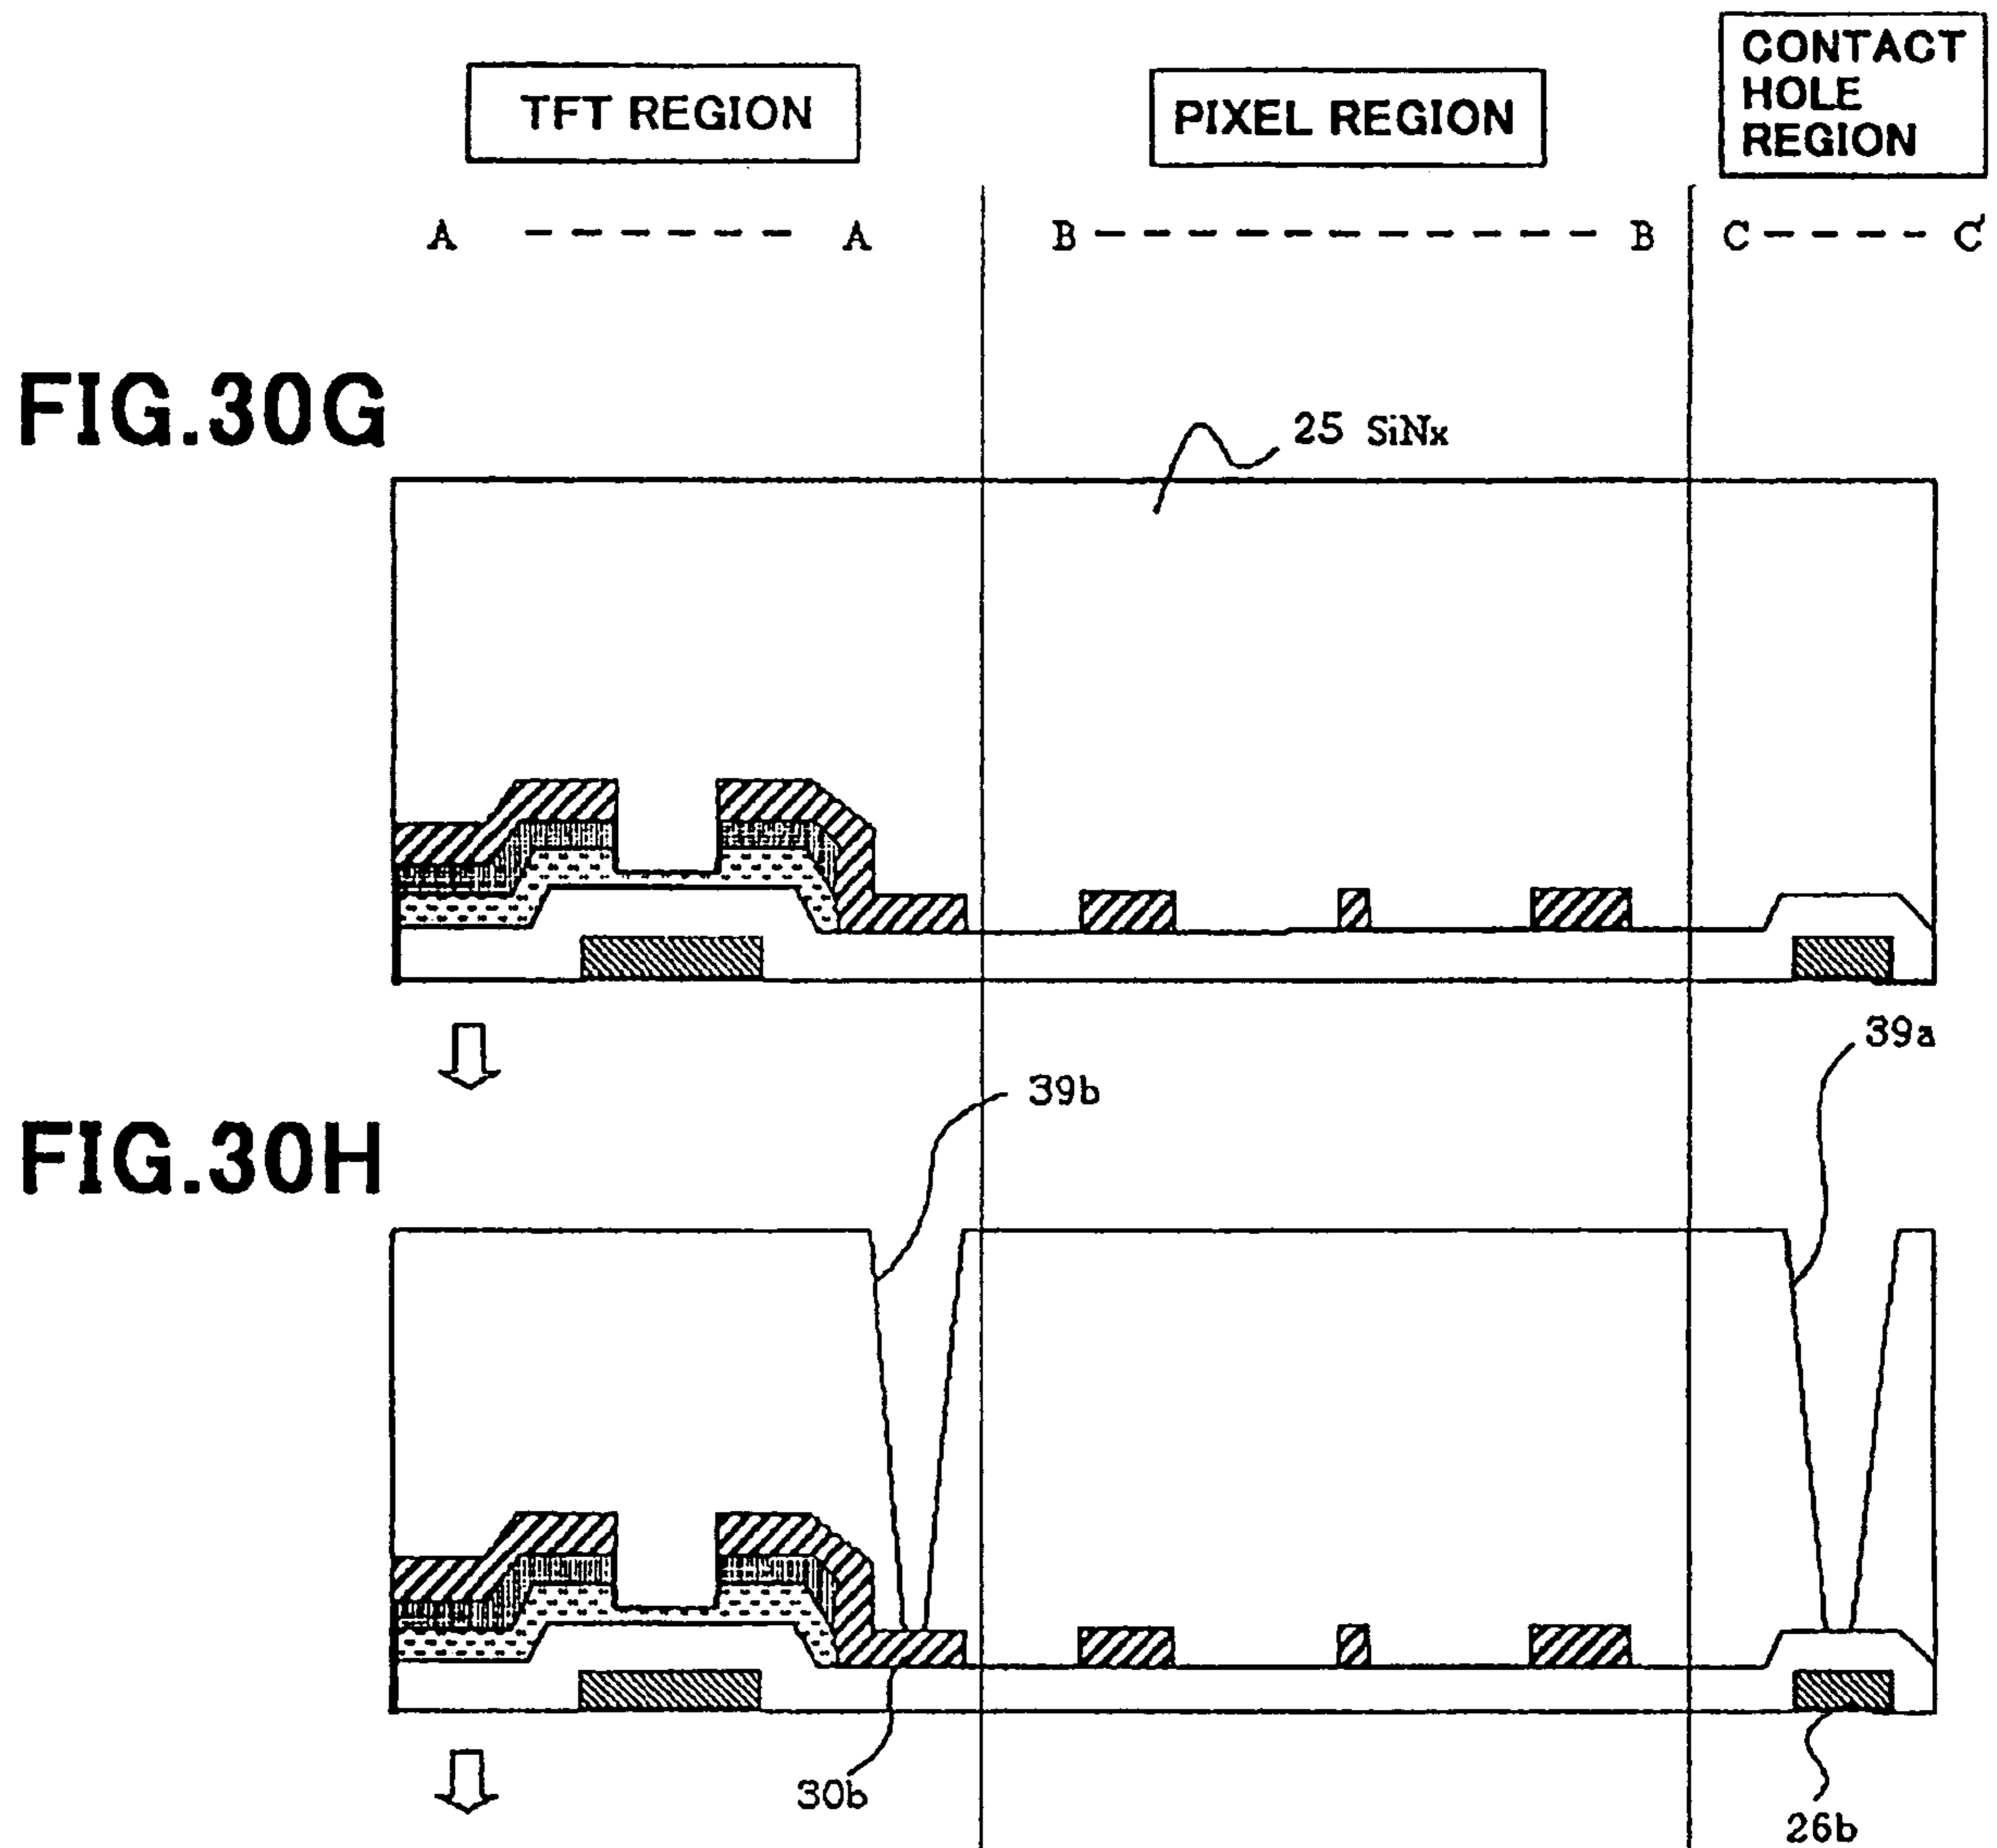 TFT REGION
PIXEL REGION
CONTACT
HOLE
REGION
A - - - - - - A
B - - - - - - - - - - - B
C - - - - C'
FIG.30G
25 SiNx
39a
39b
FIG.30H
30b
26b